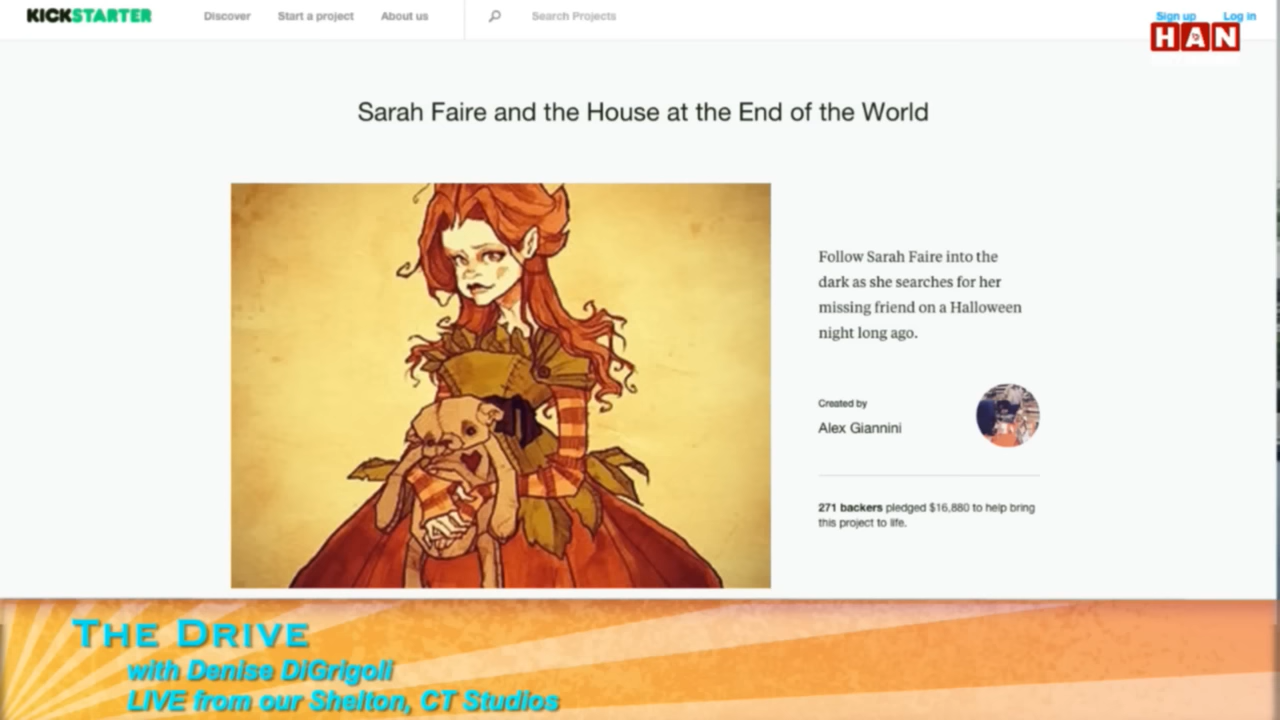 KICKSTARTER Discover Start a project About us Search Projects Sign up Log in
HAN
Sarah Faire and the House at the End of the World
Follow Sarah Faire into the
dark as she searches for her
missing friend on a Halloween
night long ago.
Created by
Alex Giannini
271 backers pledged $16,880 to help bring
this project to life.
THE DRIVE
with Denise DiGrigoli
LIVE from our Shelton, CT Studios